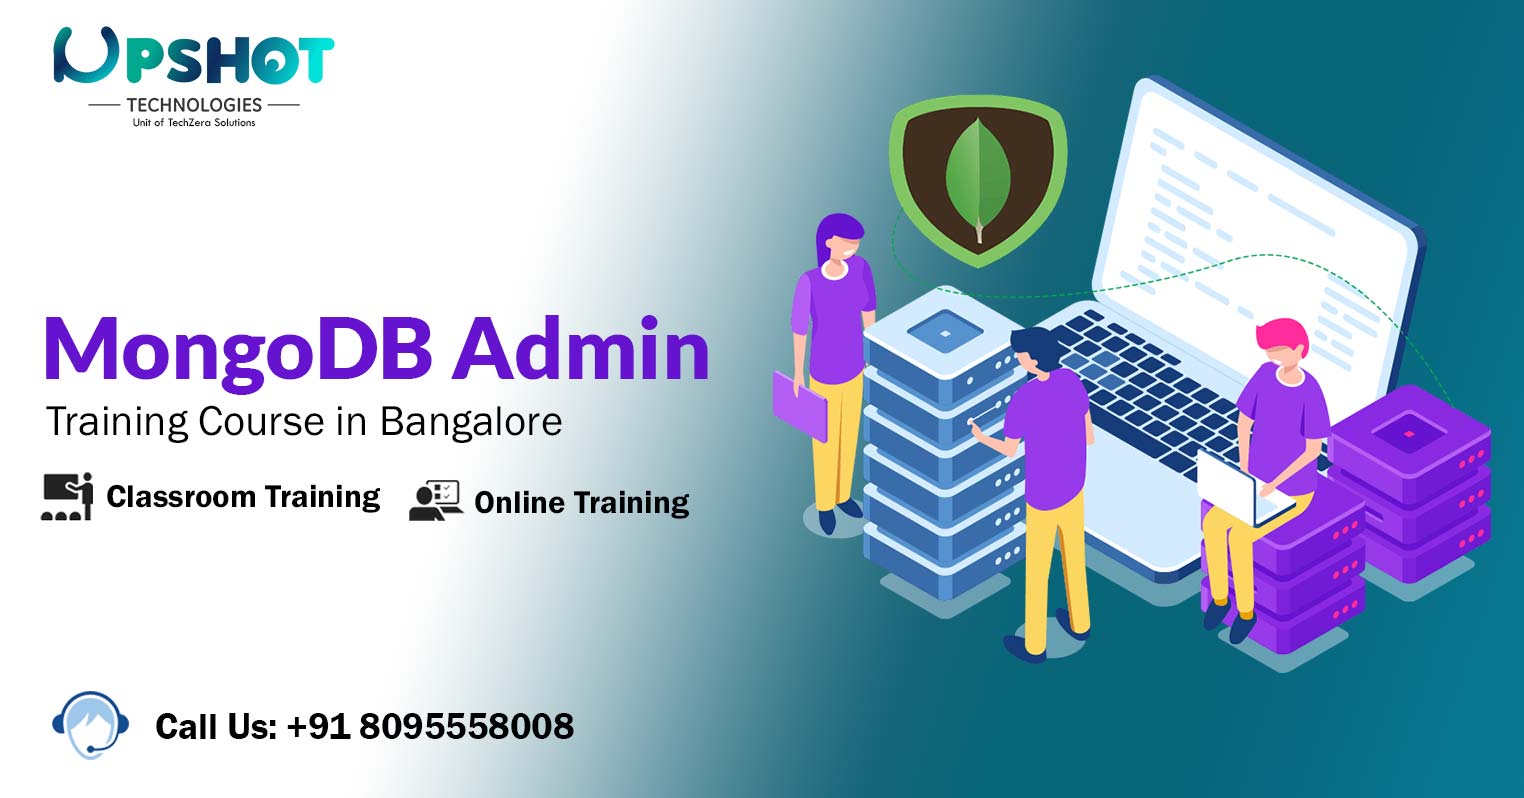 UPSHOT
TECHNOLOGIES
Unit of TechZera Solutions
MongoDB Admin
Training Course in Bangalore
Classroom Training
Online Training
Call Us: +91 8095558008